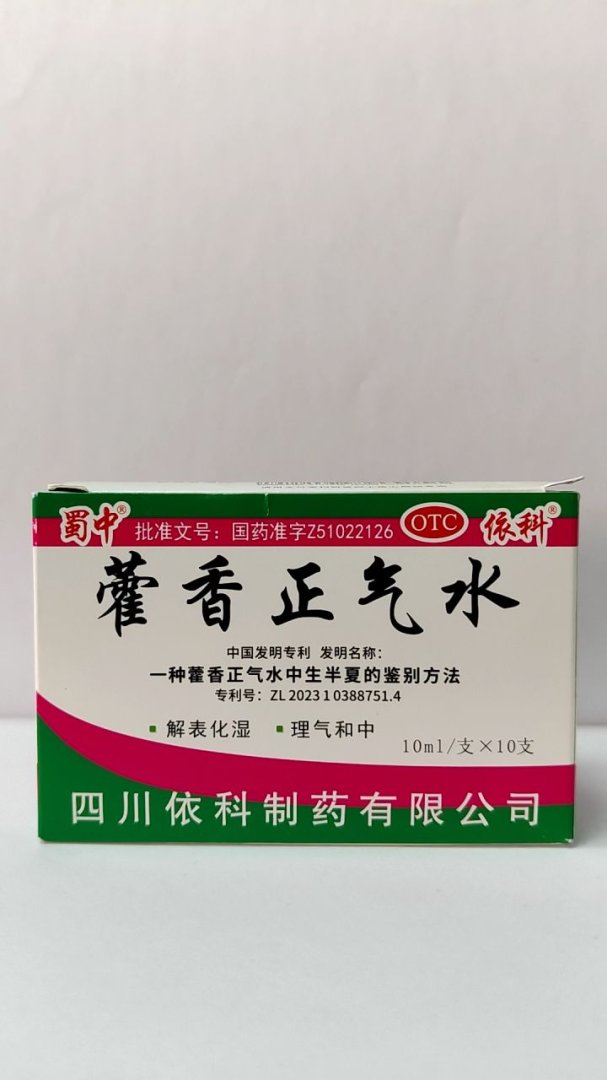 蜀中® 批准文号：国药准字Z51022126 OTC 依科®
藿香正气水
中国发明专利 发明名称：
一种藿香正气水中生半夏的鉴别方法
专利号：ZL 2023 1 0388751.4
▪ 解表化湿 ▪ 理气和中
10ml/支×10支
四川依科制药有限公司